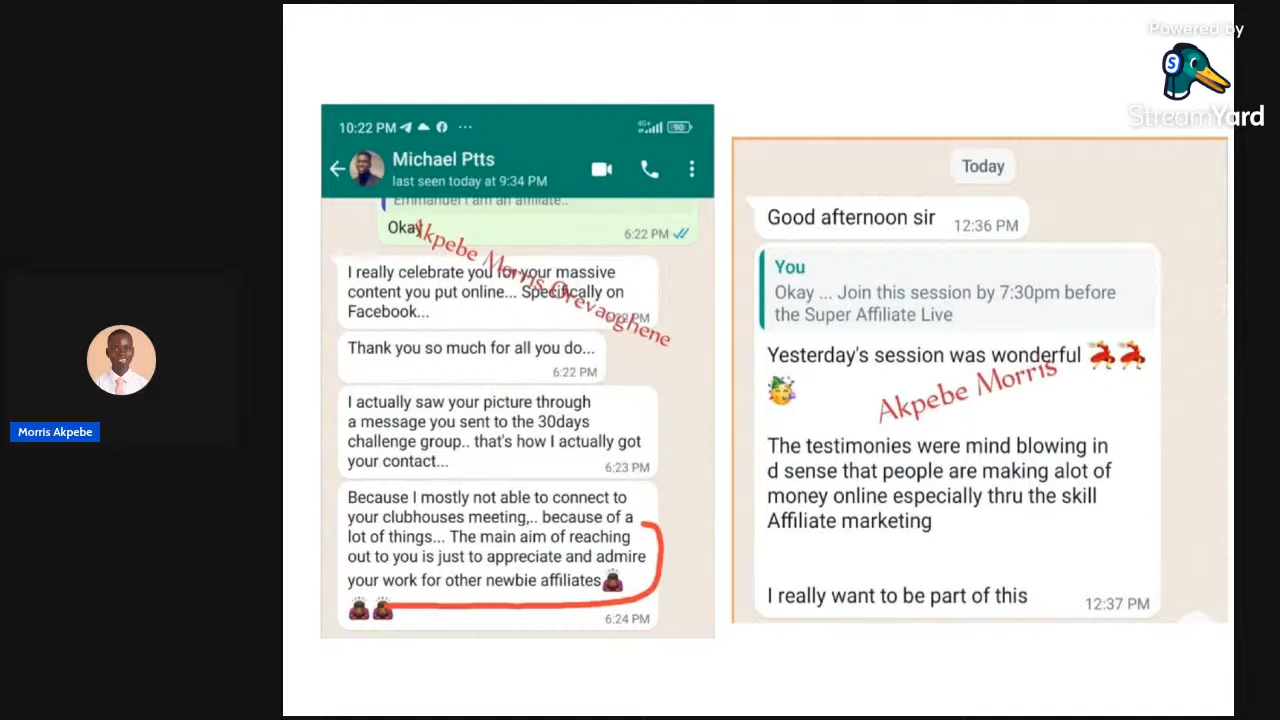 Powered by
StreamYard
10:22 PM
4G+
90
Michael Ptts
last seen today at 9:34 PM
Emmanuel I am an affiliate..
Okay
6:22 PM
Akpebe Morris Orevaoghene
I really celebrate you for your massive
content you put online... Specifically on
Facebook...
PM
Thank you so much for all you do...
6:22 PM
I actually saw your picture through
a message you sent to the 30days
challenge group.. that's how I actually got
your contact...
6:23 PM
Because I mostly not able to connect to
your clubhouses meeting,.. because of a
lot of things... The main aim of reaching
out to you is just to appreciate and admire
your work for other newbie affiliates
6:24 PM
Today
Good afternoon sir
12:36 PM
You
Okay ... Join this session by 7:30pm before
the Super Affiliate Live
Yesterday's session was wonderful
Akpebe Morris
The testimonies were mind blowing in
d sense that people are making alot of
money online especially thru the skill
Affiliate marketing
I really want to be part of this
12:37 PM
Morris Akpebe